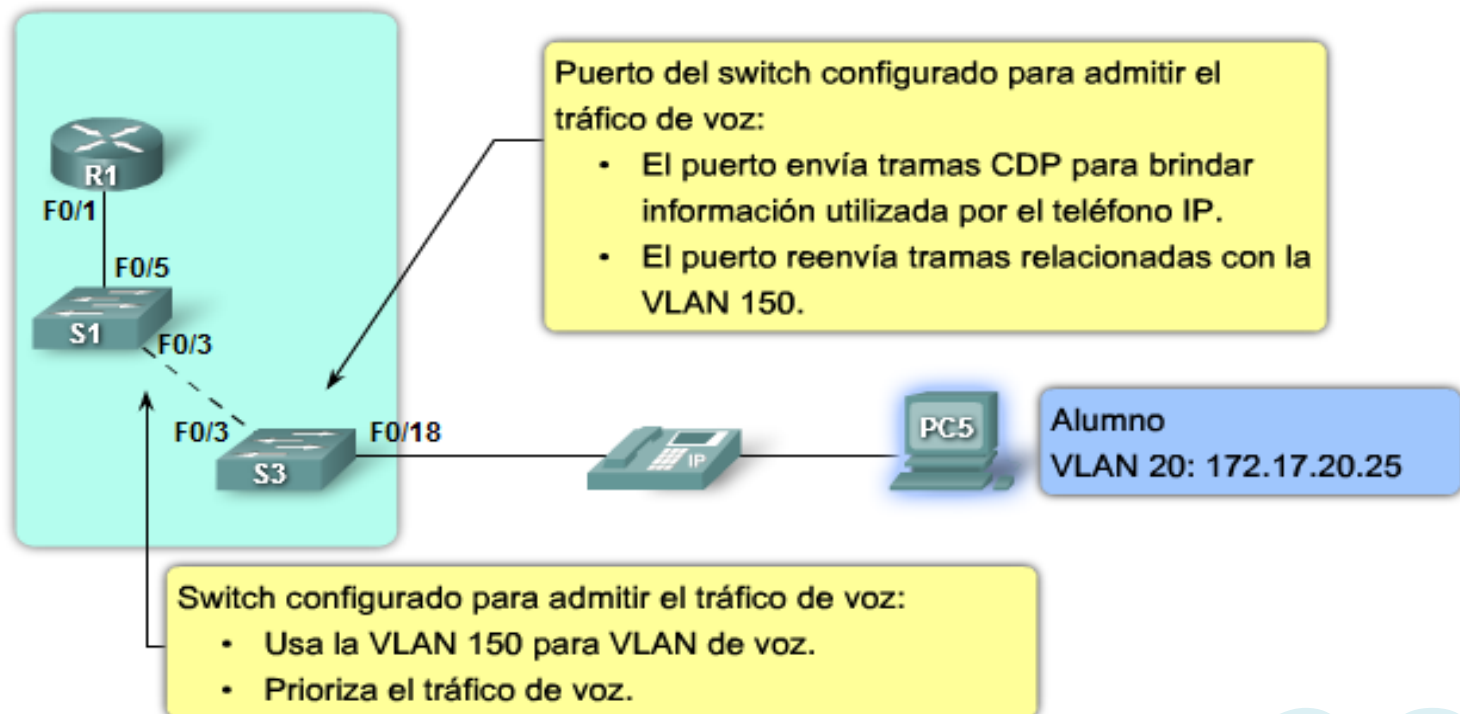 Puerto del switch configurado para admitir el
tráfico de voz:
• El puerto envía tramas CDP para brindar
información utilizada por el teléfono IP.
• El puerto reenvía tramas relacionadas con la
VLAN 150.
R1
F0/1
F0/5
S1
F0/3
F0/3
S3
F0/18
IP
PC5
Alumno
VLAN 20: 172.17.20.25
Switch configurado para admitir el tráfico de voz:
• Usa la VLAN 150 para VLAN de voz.
• Prioriza el tráfico de voz.